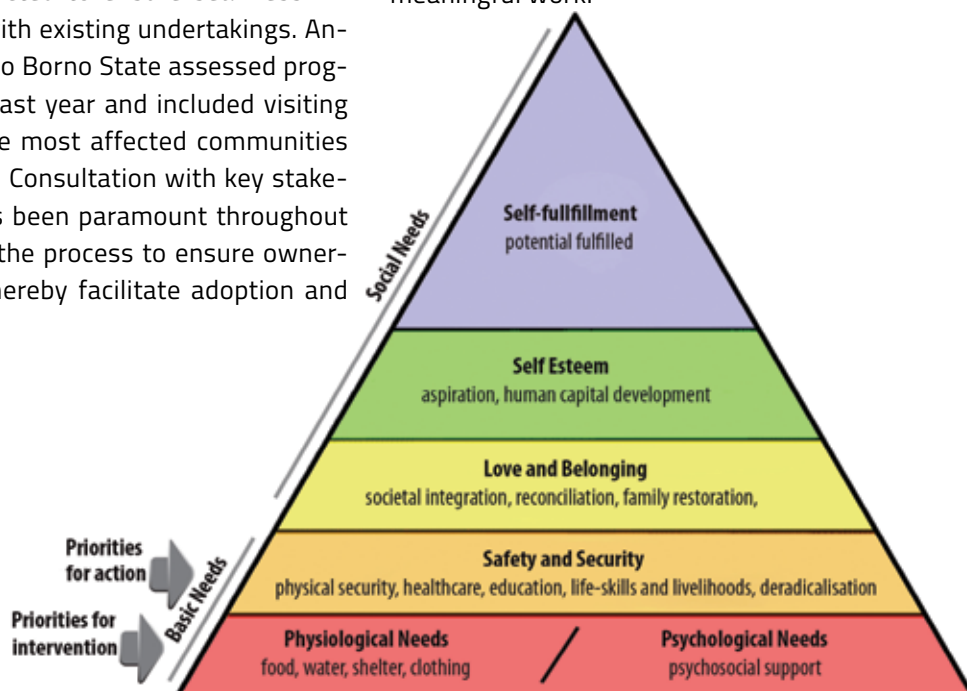 ith existing undertakings. An-
o Borno State assessed prog-
ast year and included visiting
e most affected communities
Consultation with key stake-
s been paramount throughout
the process to ensure owner-
hereby facilitate adoption and
meaningful work.
Social Needs
Self-fullfillment
potential fulfilled
Self Esteem
aspiration, human capital development
Love and Belonging
societal integration, reconciliation, family restoration,
Basic Needs
Priorities
for action
Safety and Security
physical security, healthcare, education, life-skills and livelihoods, deradicalisation
Priorities for
intervention
Physiological Needs
food, water, shelter, clothing
/
Psychological Needs
psychosocial support